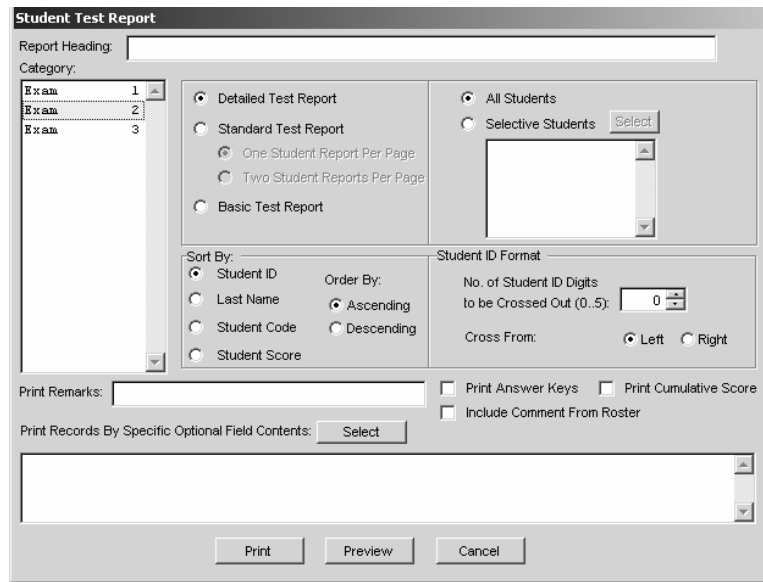 Student Test Report
Report Heading:
Category:
Exam 1
Exam 2
Exam 3
Detailed Test Report
Standard Test Report
One Student Report Per Page
Two Student Reports Per Page
Basic Test Report
All Students
Selective Students Select
Sort By:
Student ID
Last Name
Student Code
Student Score
Order By:
Ascending
Descending
Student ID Format
No. of Student ID Digits
to be Crossed Out (0..5): 0
Cross From: Left Right
Print Remarks:
Print Answer Keys Print Cumulative Score
Include Comment From Roster
Print Records By Specific Optional Field Contents: Select
Print Preview Cancel